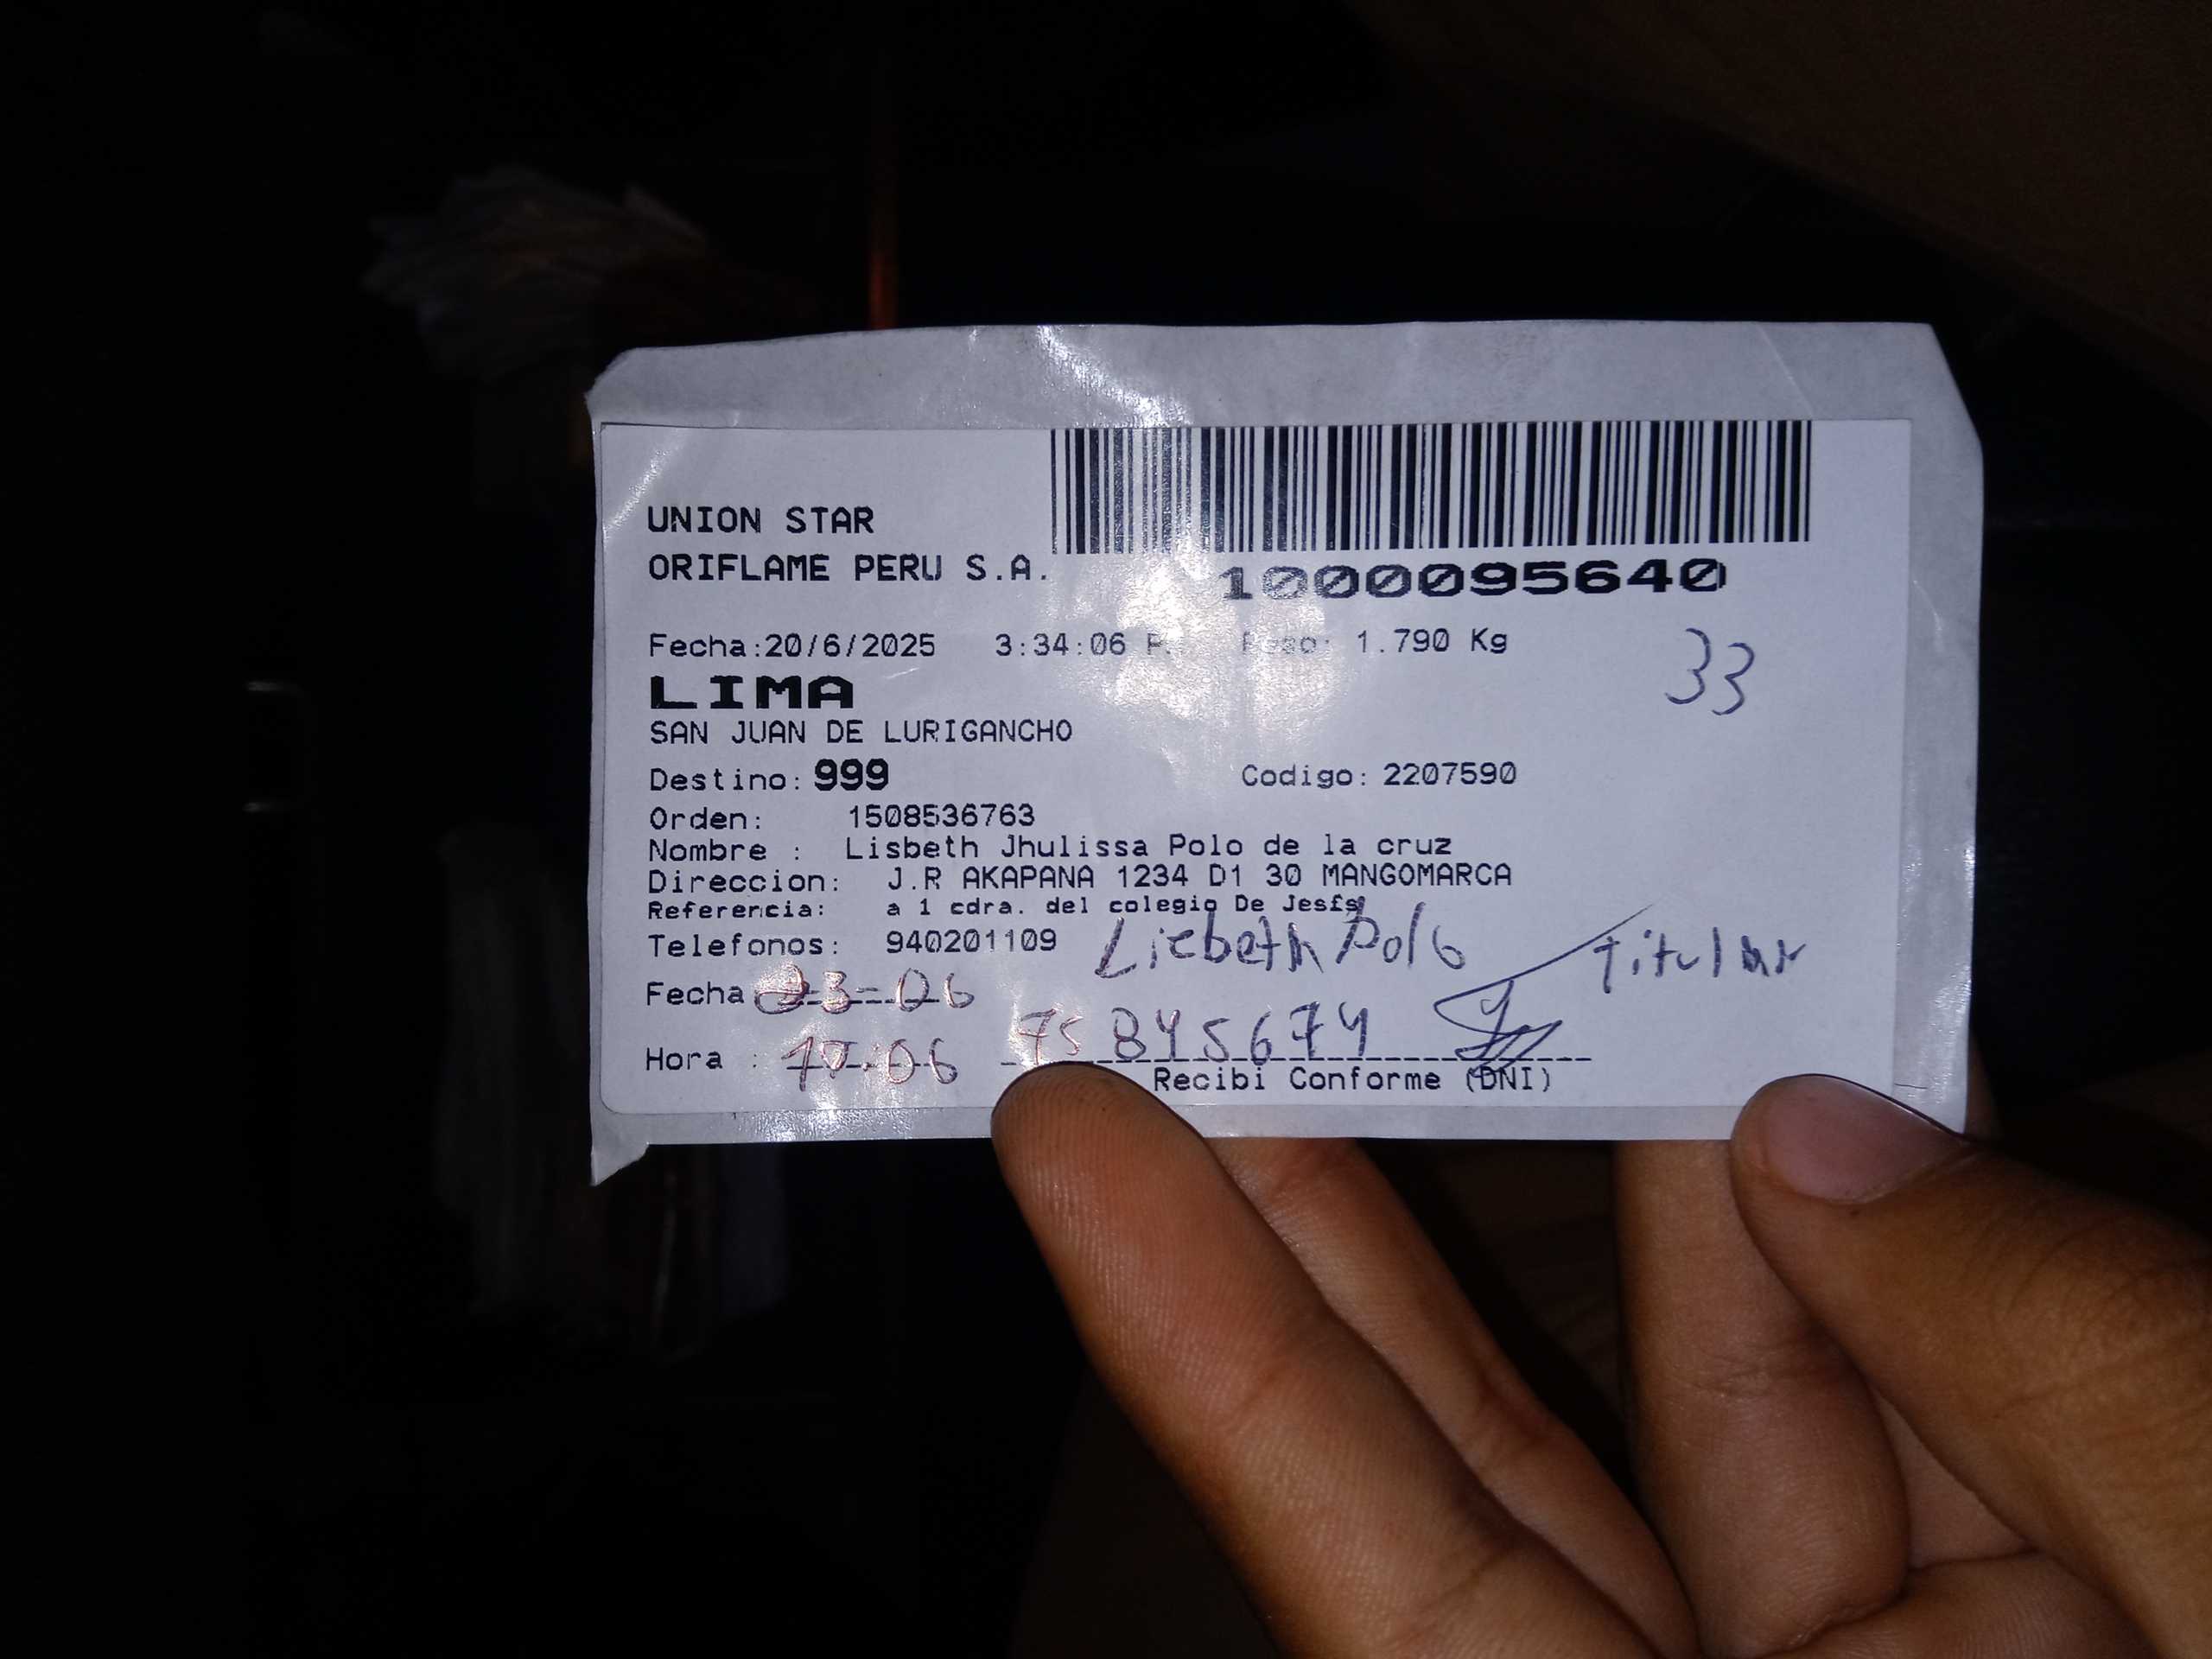 UNION STAR
ORIFLAME PERU S.A.
1000095640
Fecha:20/6/2025 3:34:06 P. Peso: 1.790 Kg
33
LIMA
SAN JUAN DE LURIGANCHO
Destino: 999 Codigo: 2207590
Orden: 1508536763
Nombre : Lisbeth Jhulissa Polo de la cruz
Direccion: J.R AKAPANA 1234 D1 30 MANGOMARCA
Referencia: a 1 cdra. del colegio De Jes£s
Telefonos: 940201109 Lisbeth Polo Titular
Fecha 23-06
Hora : 17:06 75845674
Recibi Conforme (DNI)